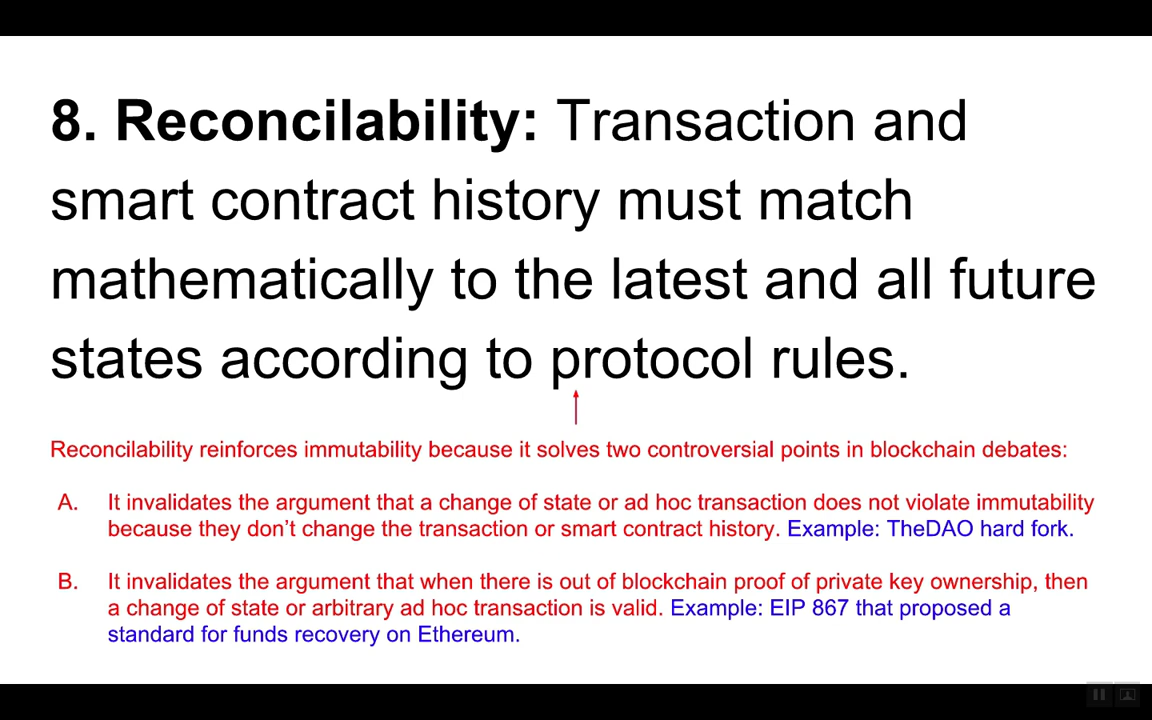 8. Reconcilability: Transaction and
smart contract history must match
mathematically to the latest and all future
states according to protocol rules.
Reconcilability reinforces immutability because it solves two controversial points in blockchain debates:
A. It invalidates the argument that a change of state or ad hoc transaction does not violate immutability
because they don’t change the transaction or smart contract history. Example: TheDAO hard fork.
B. It invalidates the argument that when there is out of blockchain proof of private key ownership, then
a change of state or arbitrary ad hoc transaction is valid. Example: EIP 867 that proposed a
standard for funds recovery on Ethereum.